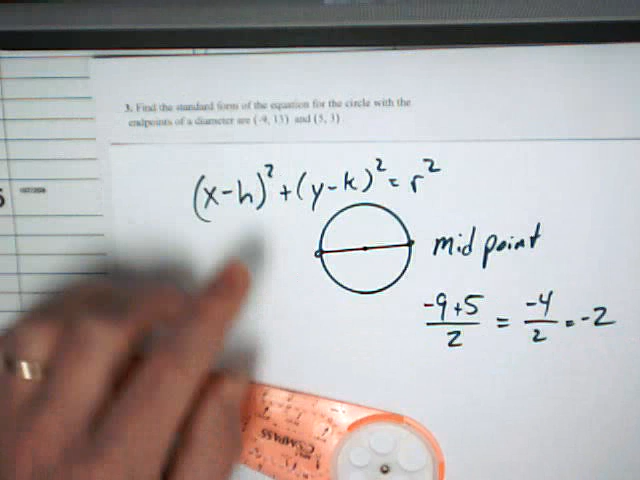 3. Find the standard form of the equation for the circle with the
endpoints of a diameter are (-9, 13) and (5, 3)
(x-h)²+(y-k)²=r²
mid point
-9+5/2 = -4/2 = -2
COMPASS